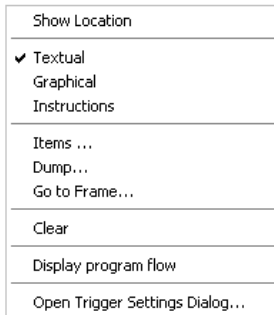 Show Location
Textual
Graphical
Instructions
Items ...
Dump...
Go to Frame...
Clear
Display program flow
Open Trigger Settings Dialog...